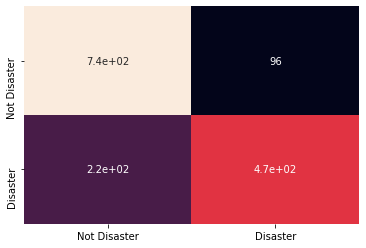 Not Disaster
7.4e+02
96
Disaster
2.2e+02
4.7e+02
Not Disaster
Disaster